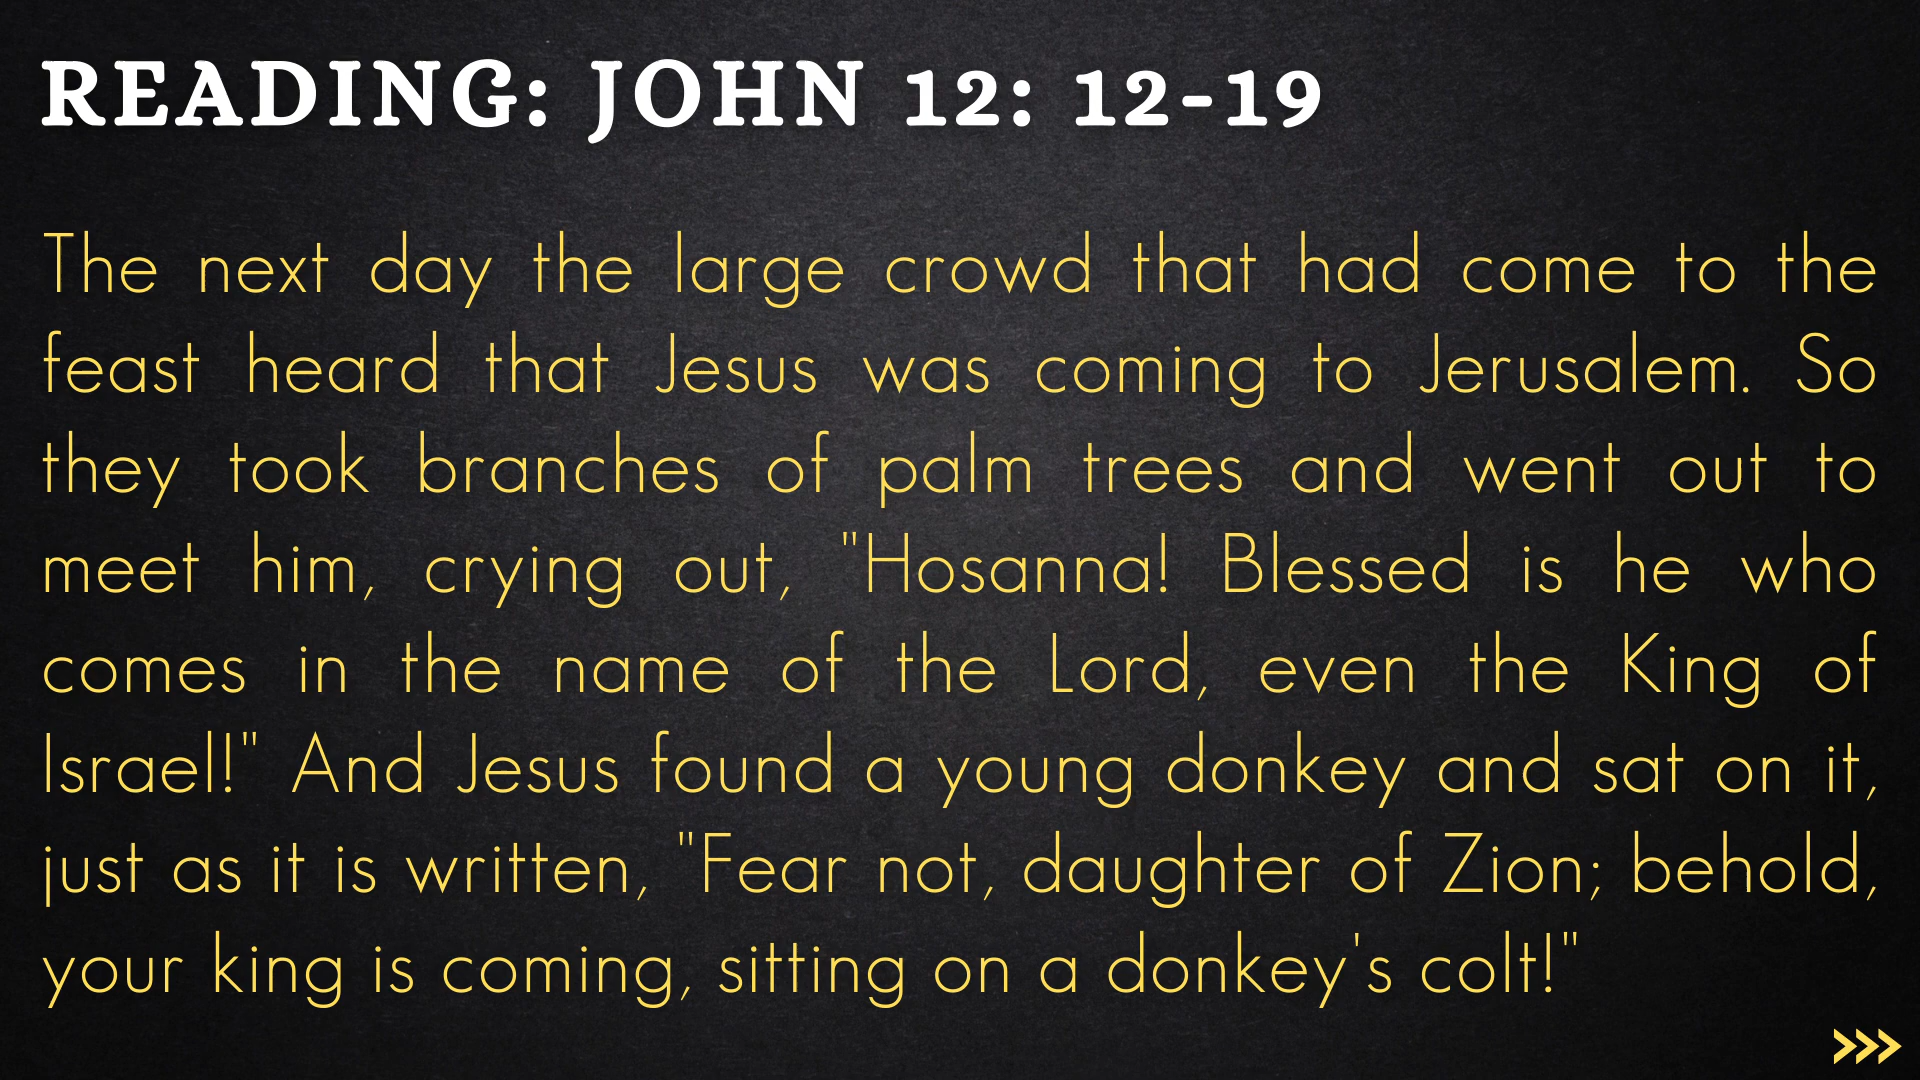 READING: JOHN 12: 12-19
The next day the large crowd that had come to the
feast heard that Jesus was coming to Jerusalem. So
they took branches of palm trees and went out to
meet him, crying out, "Hosanna! Blessed is he who
comes in the name of the Lord, even the King of
Israel!" And Jesus found a young donkey and sat on it,
just as it is written, "Fear not, daughter of Zion; behold,
your king is coming, sitting on a donkey's colt!"